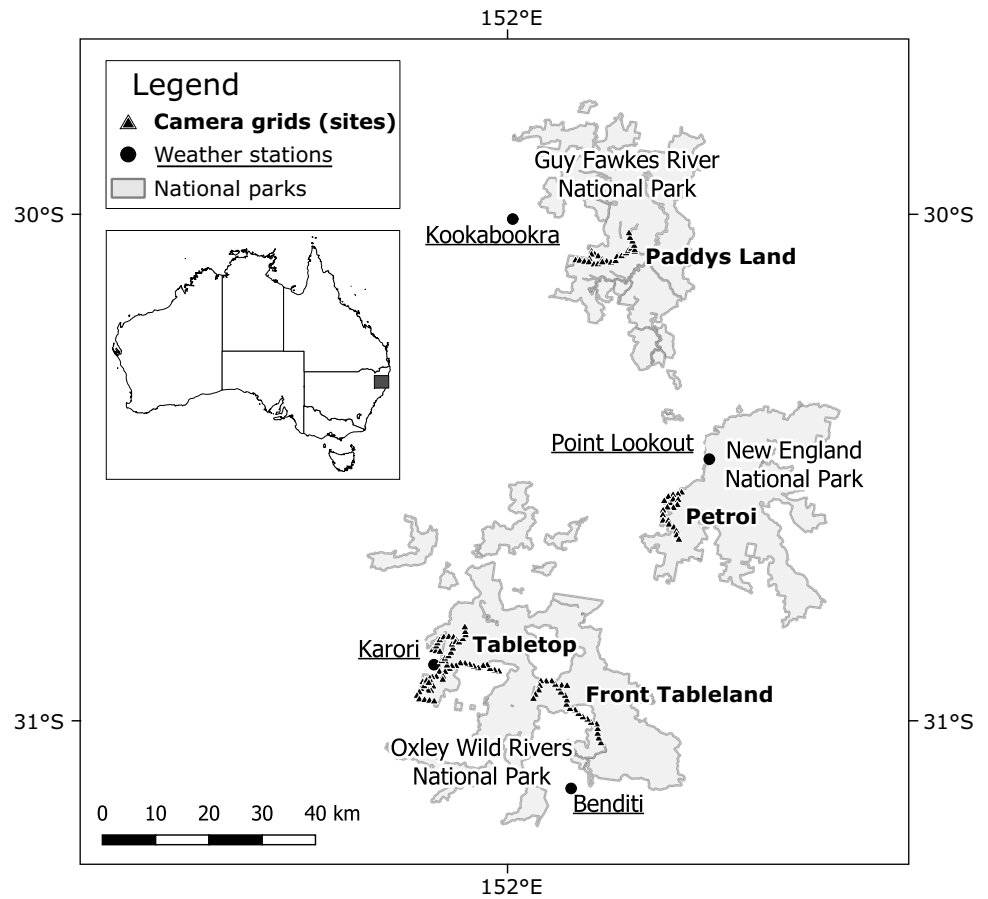 152°E
Legend
Camera grids (sites)
Weather stations
National parks
Guy Fawkes River
National Park
30°S
30°S
Kookabookra
Paddys Land
Point Lookout
New England
National Park
Petroi
Karori
Tabletop
Front Tableland
31°S
31°S
Oxley Wild Rivers
National Park
Benditi
0 10 20 30 40 km
152°E